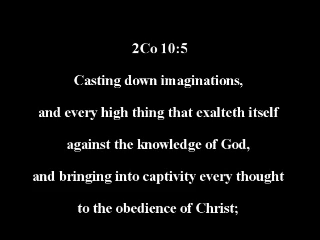 2Co 10:5
Casting down imaginations,
and every high thing that exalteth itself
against the knowledge of God,
and bringing into captivity every thought
to the obedience of Christ;